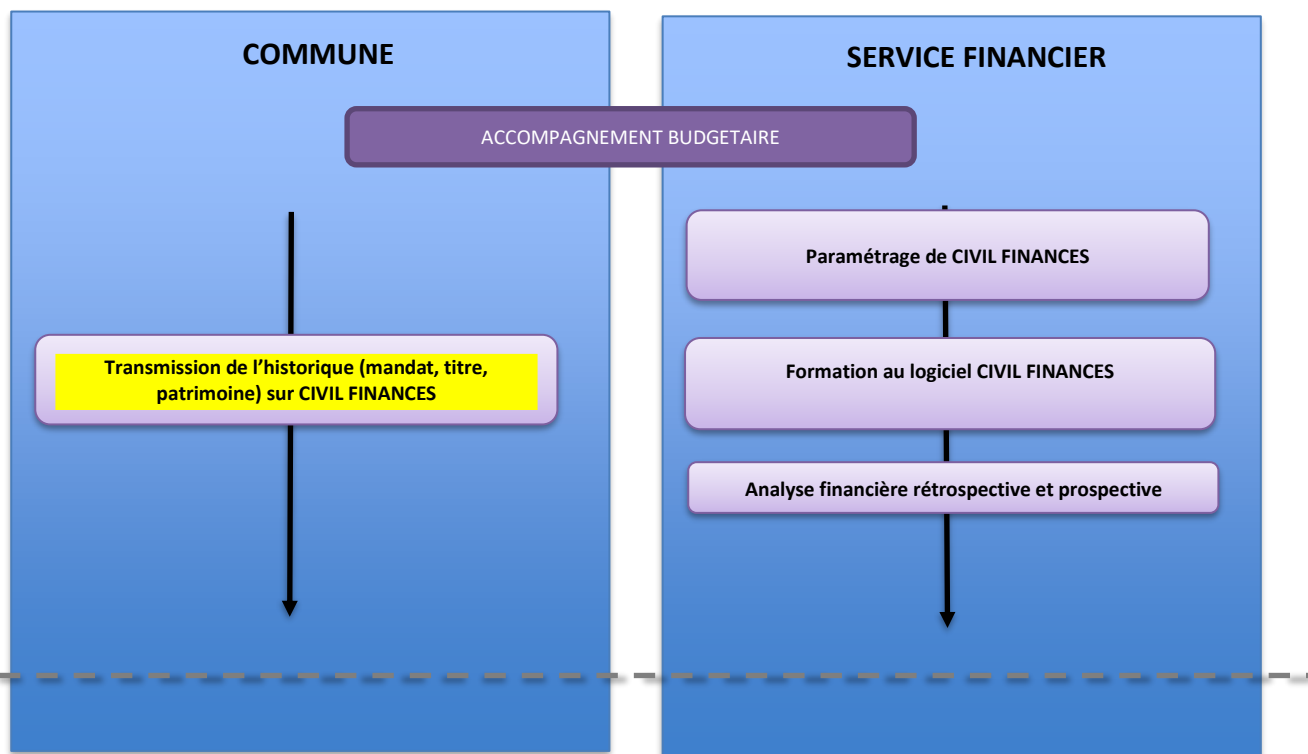 COMMUNE
SERVICE FINANCIER
ACCOMPAGNEMENT BUDGETAIRE
Paramétrage de CIVIL FINANCES
Transmission de l’historique (mandat, titre,
patrimoine) sur CIVIL FINANCES
Formation au logiciel CIVIL FINANCES
Analyse financière rétrospective et prospective